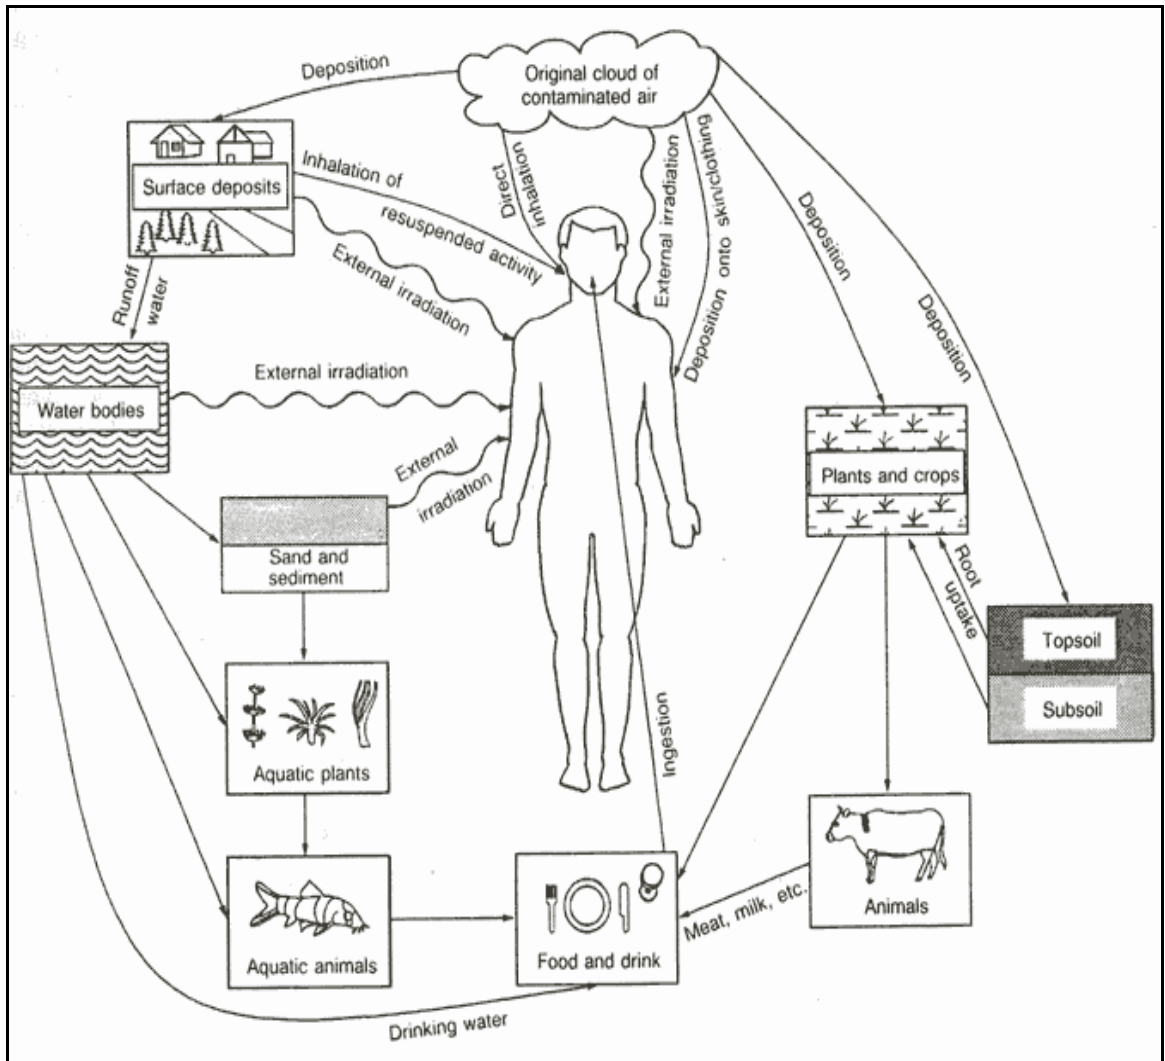 Deposition
Original cloud of
contaminated air
Surface deposits
Inhalation of
resuspended activity
Direct
inhalation
External irradiation
Deposition onto skin/clothing
Deposition
Deposition
External irradiation
Runoff
water
External irradiation
Water bodies
External
irradiation
Plants and crops
Sand and
sediment
Root
uptake
Topsoil
Subsoil
Aquatic plants
Ingestion
Animals
Meat, milk, etc.
Aquatic animals
Food and drink
Drinking water